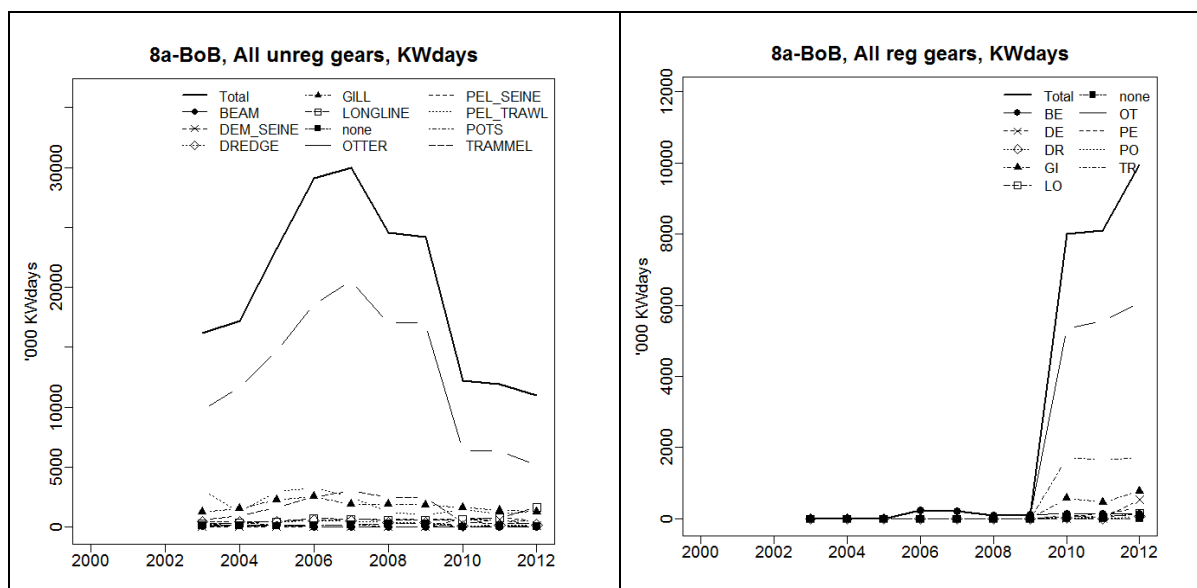 8a-BoB, All unreg gears, KWdays
Total GILL PEL_SEINE
BEAM LONGLINE PEL_TRAWL
DEM_SEINE none POTS
DREDGE OTTER TRAMMEL
'000 KWdays
30000
20000
10000
5000
0
2000 2002 2004 2006 2008 2010 2012
8a-BoB, All reg gears, KWdays
Total none
BE OT
DE PE
DR PO
GI TR
LO
'000 KWdays
12000
10000
8000
6000
4000
2000
0
2000 2002 2004 2006 2008 2010 2012